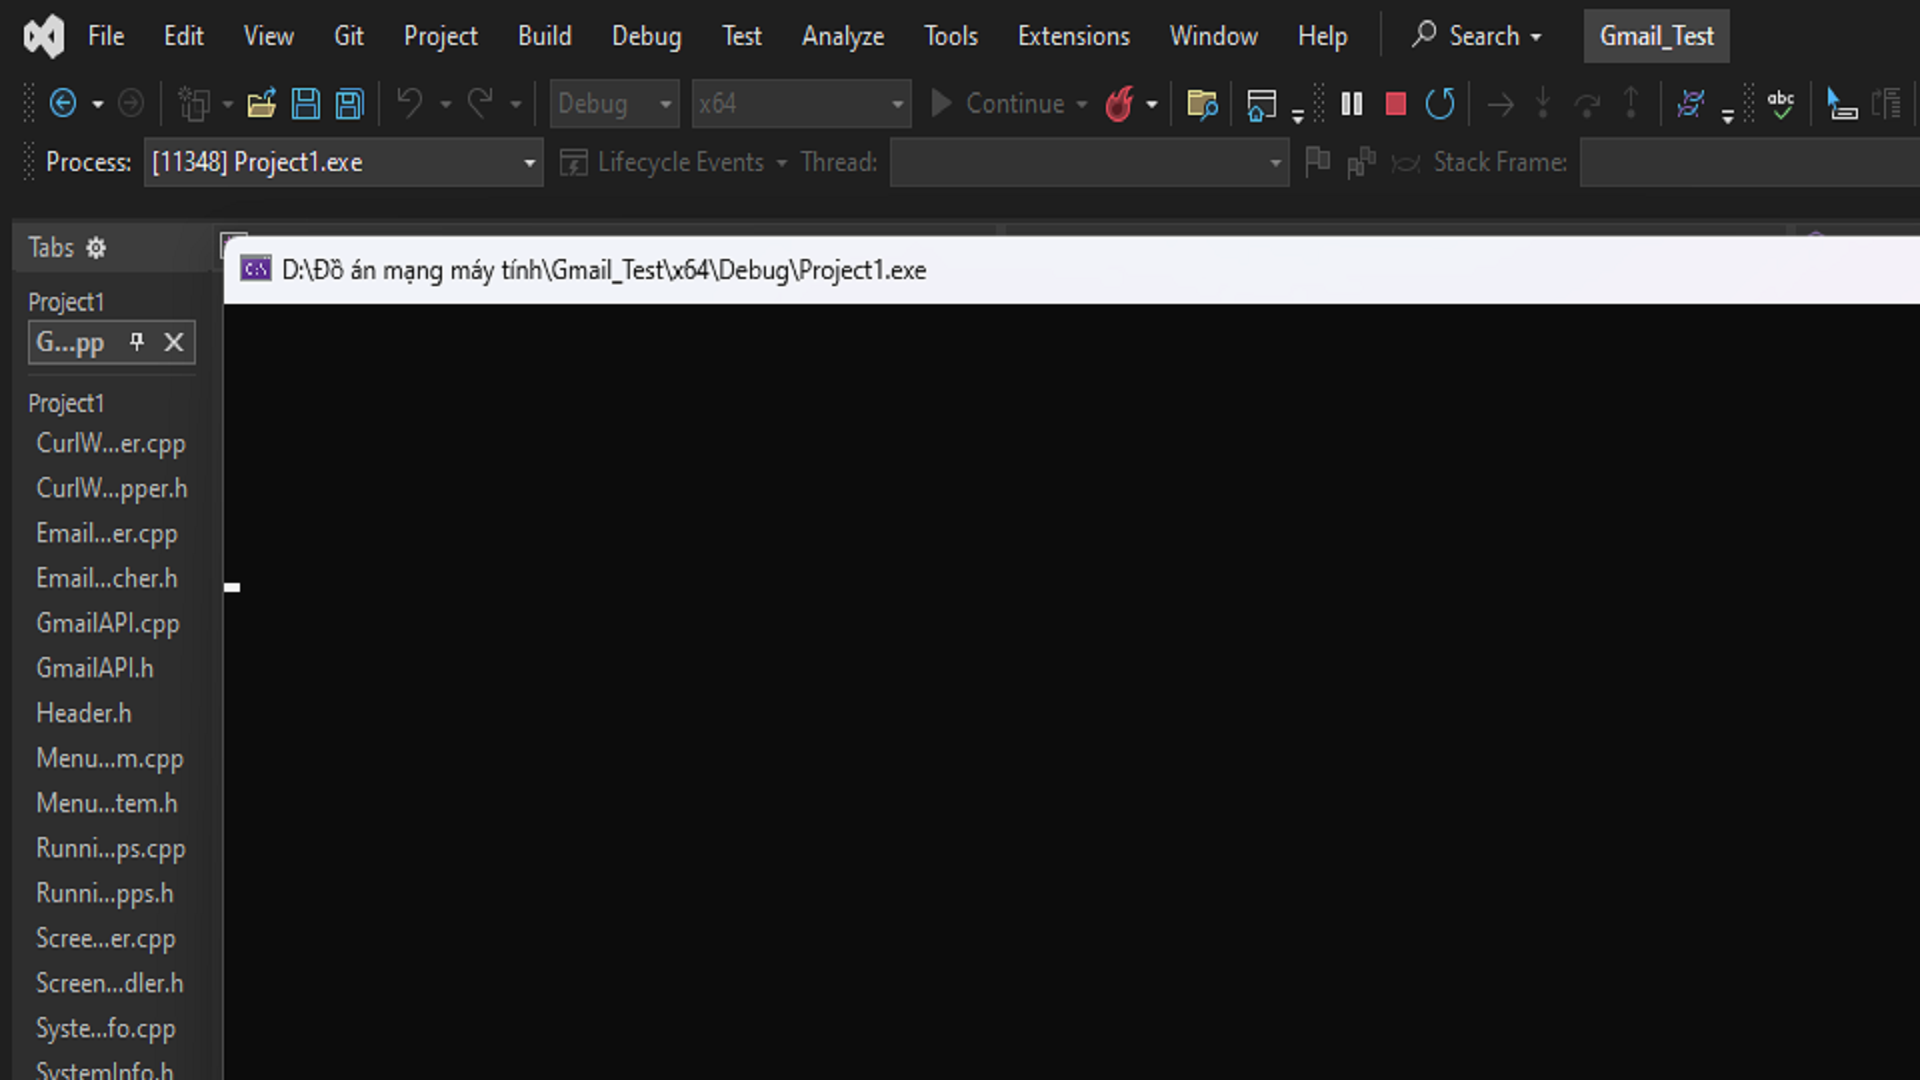 File Edit View Git Project Build Debug Test Analyze Tools Extensions Window Help Search Gmail_Test
Debug x64 Continue abc
Process: [11348] Project1.exe Lifecycle Events Thread: Stack Frame:
Tabs
C:\ D:\Đồ án mạng máy tính\Gmail_Test\x64\Debug\Project1.exe
Project1
G...pp
Project1
CurlW...er.cpp
CurlW...pper.h
Email...er.cpp
Email...cher.h
GmailAPI.cpp
GmailAPI.h
Header.h
Menu...m.cpp
Menu...tem.h
Runni...ps.cpp
Runni...pps.h
Scree...er.cpp
Screen...dler.h
Syste...fo.cpp
SystemInfo.h